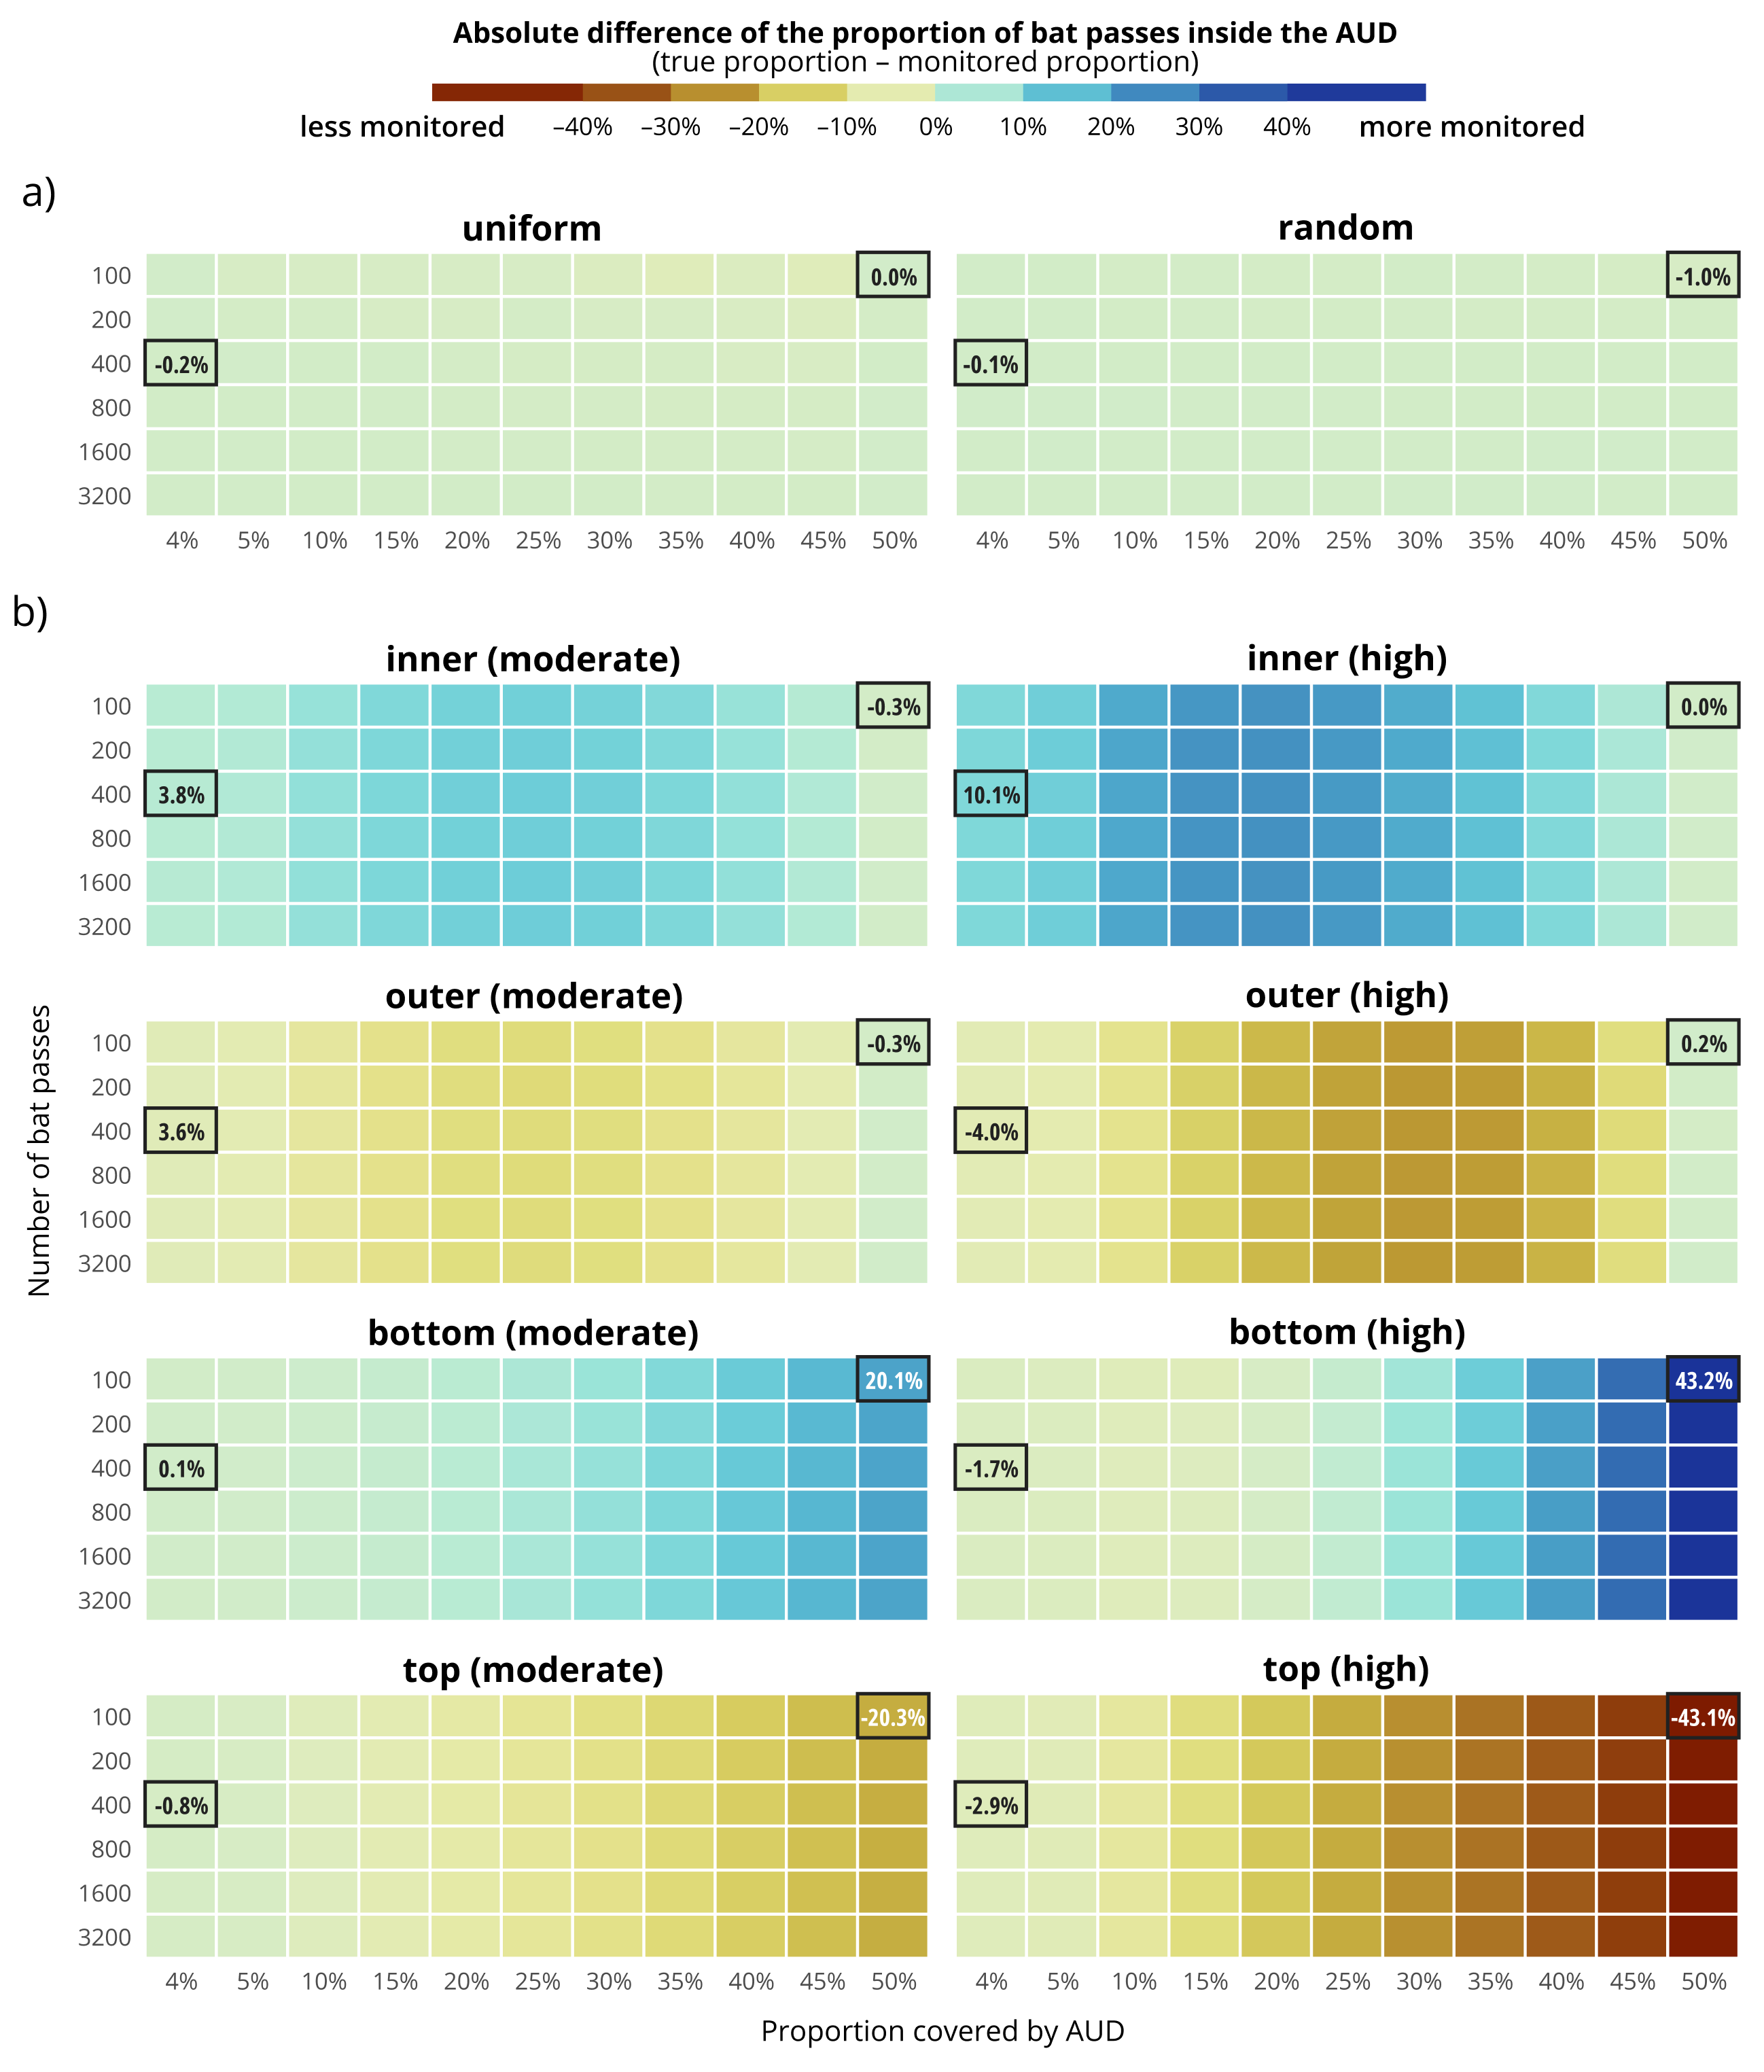 Absolute difference of the proportion of bat passes inside the AUD
(true proportion – monitored proportion)
less monitored –40% –30% –20% –10% 0% 10% 20% 30% 40% more monitored
a)
uniform random
100 0.0% -1.0%
200
400 -0.2% -0.1%
800
1600
3200
4% 5% 10% 15% 20% 25% 30% 35% 40% 45% 50% 4% 5% 10% 15% 20% 25% 30% 35% 40% 45% 50%
b)
inner (moderate) inner (high)
100 -0.3% 0.0%
200
400 3.8% 10.1%
800
1600
3200
outer (moderate) outer (high)
100 -0.3% 0.2%
200
400 3.6% -4.0%
800
1600
3200
Number of bat passes
bottom (moderate) bottom (high)
100 20.1% 43.2%
200
400 0.1% -1.7%
800
1600
3200
top (moderate) top (high)
100 -20.3% -43.1%
200
400 -0.8% -2.9%
800
1600
3200
4% 5% 10% 15% 20% 25% 30% 35% 40% 45% 50% 4% 5% 10% 15% 20% 25% 30% 35% 40% 45% 50%
Proportion covered by AUD